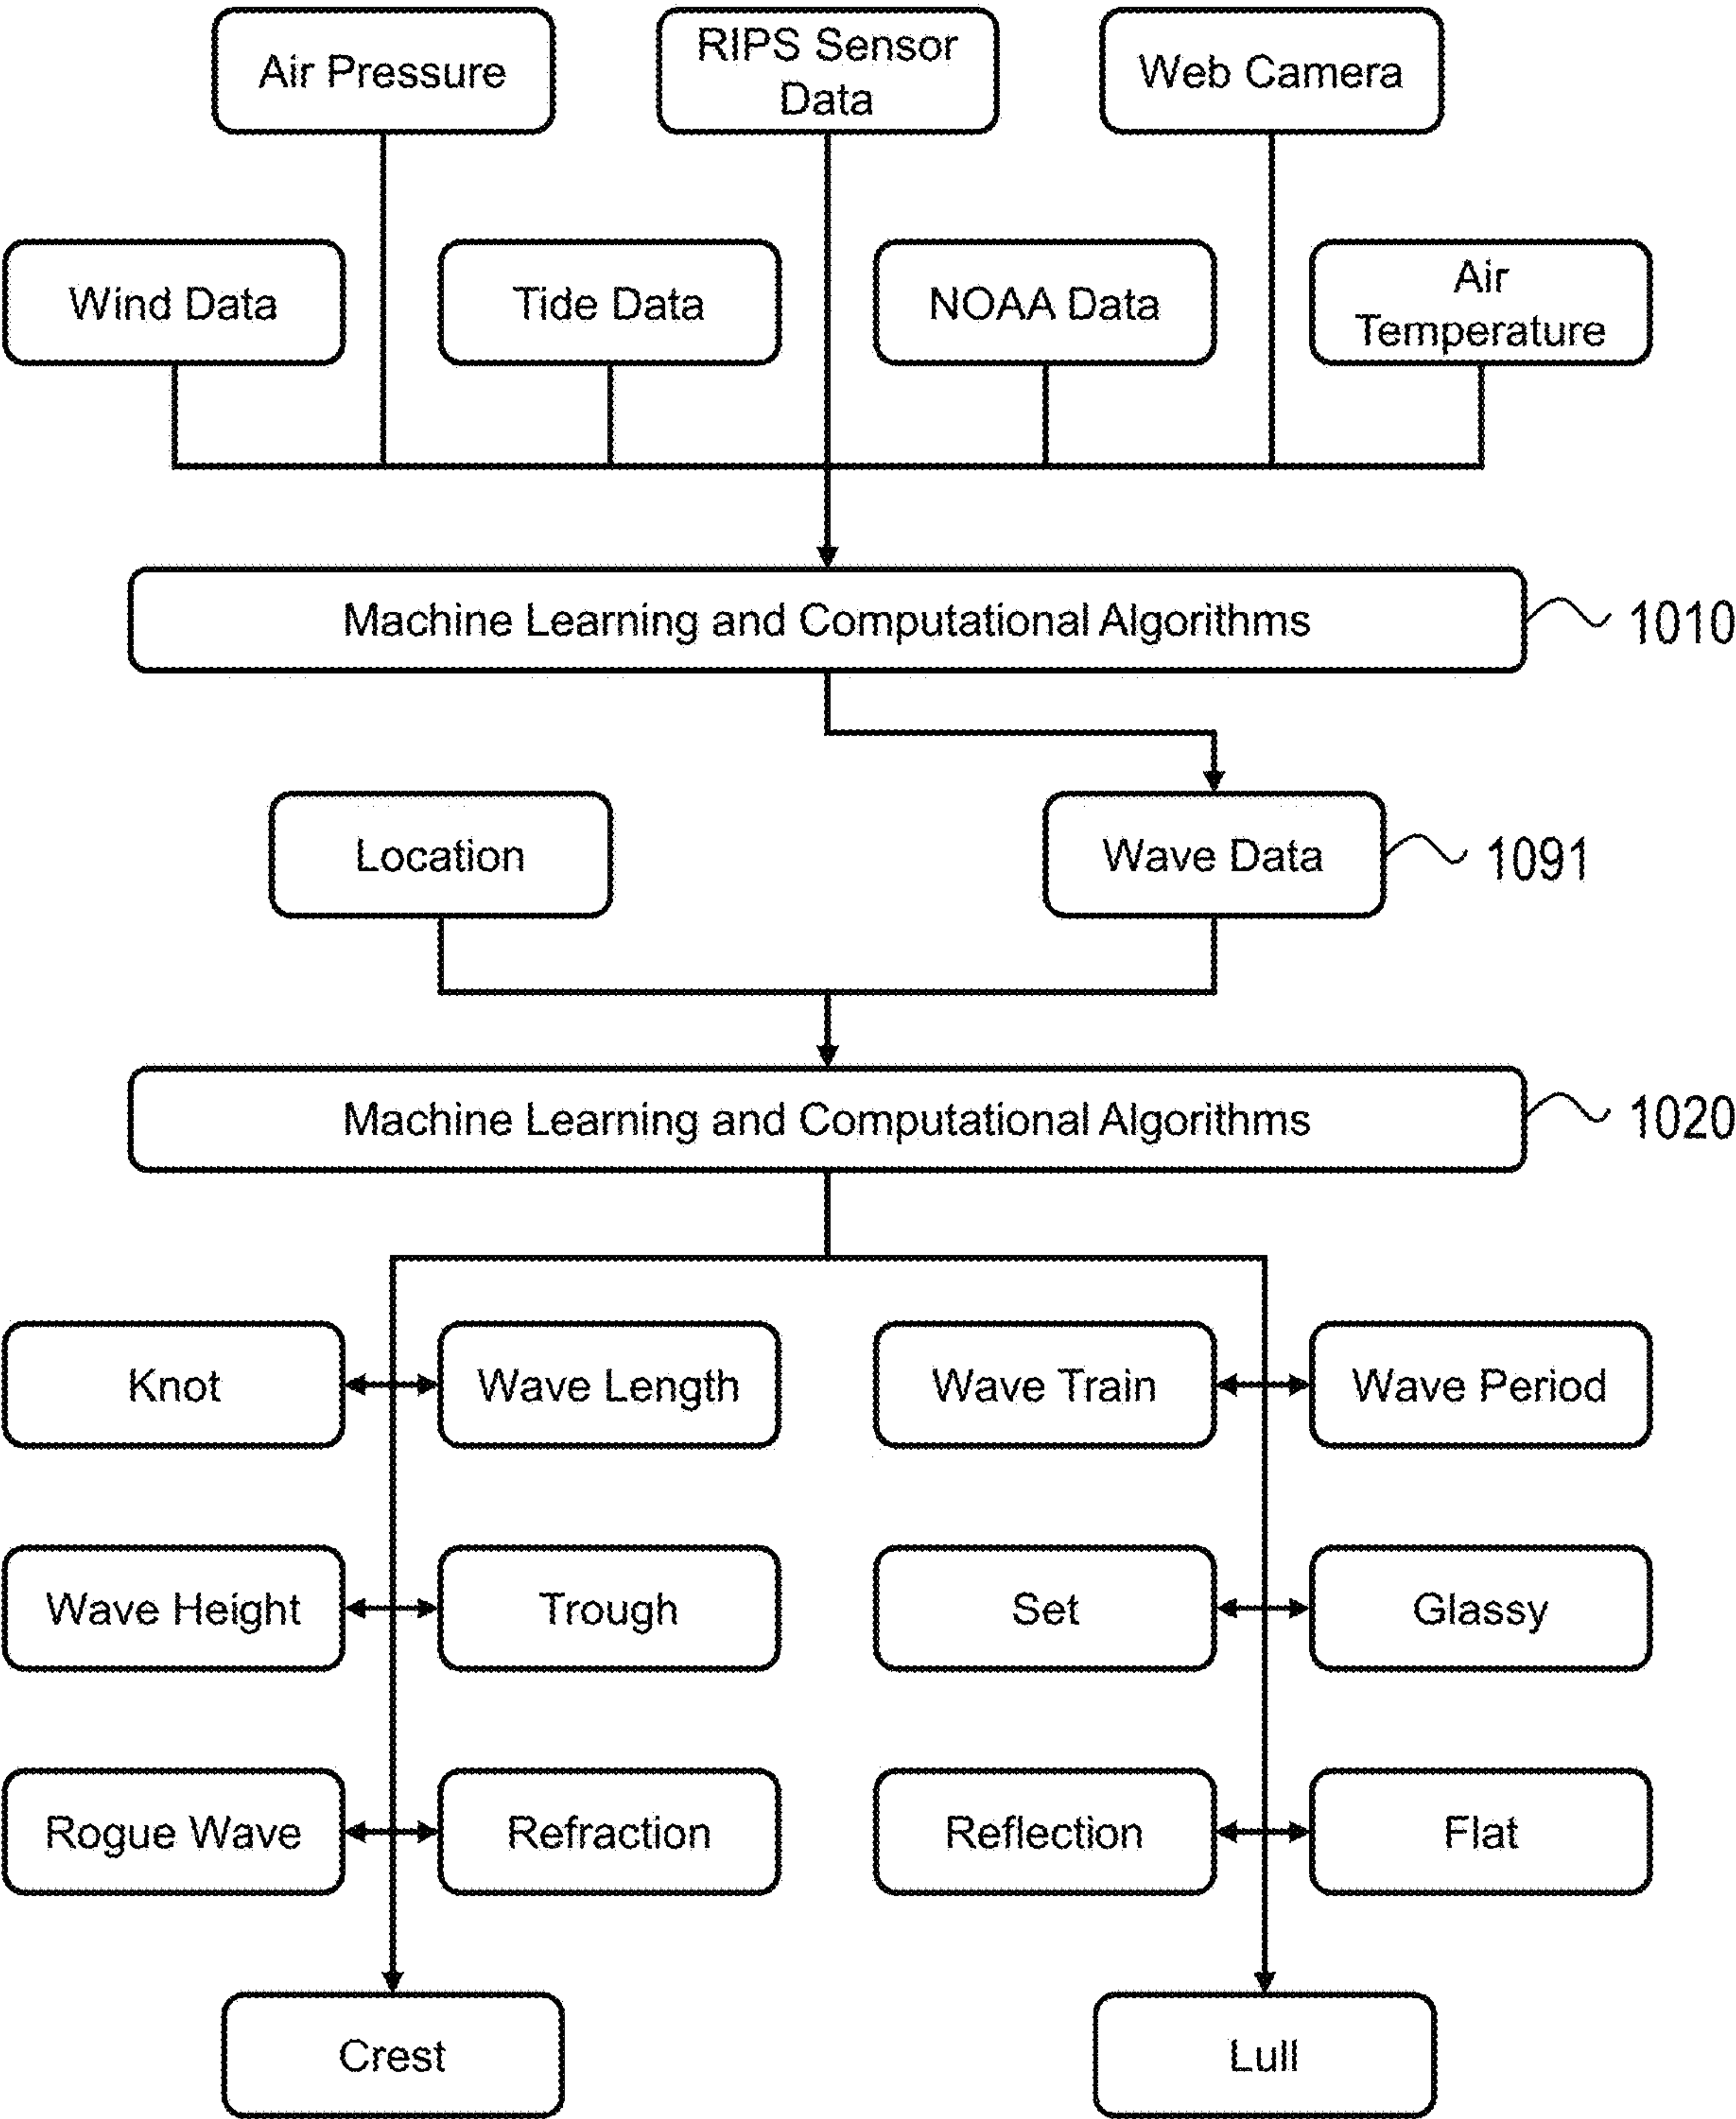 Air Pressure
RIPS Sensor
Data
Web Camera
Wind Data
Tide Data
NOAA Data
Air
Temperature
Machine Learning and Computational Algorithms
1010
Location
Wave Data
1091
Machine Learning and Computational Algorithms
1020
Knot
Wave Length
Wave Train
Wave Period
Wave Height
Trough
Set
Glassy
Rogue Wave
Refraction
Reflection
Flat
Crest
Lull